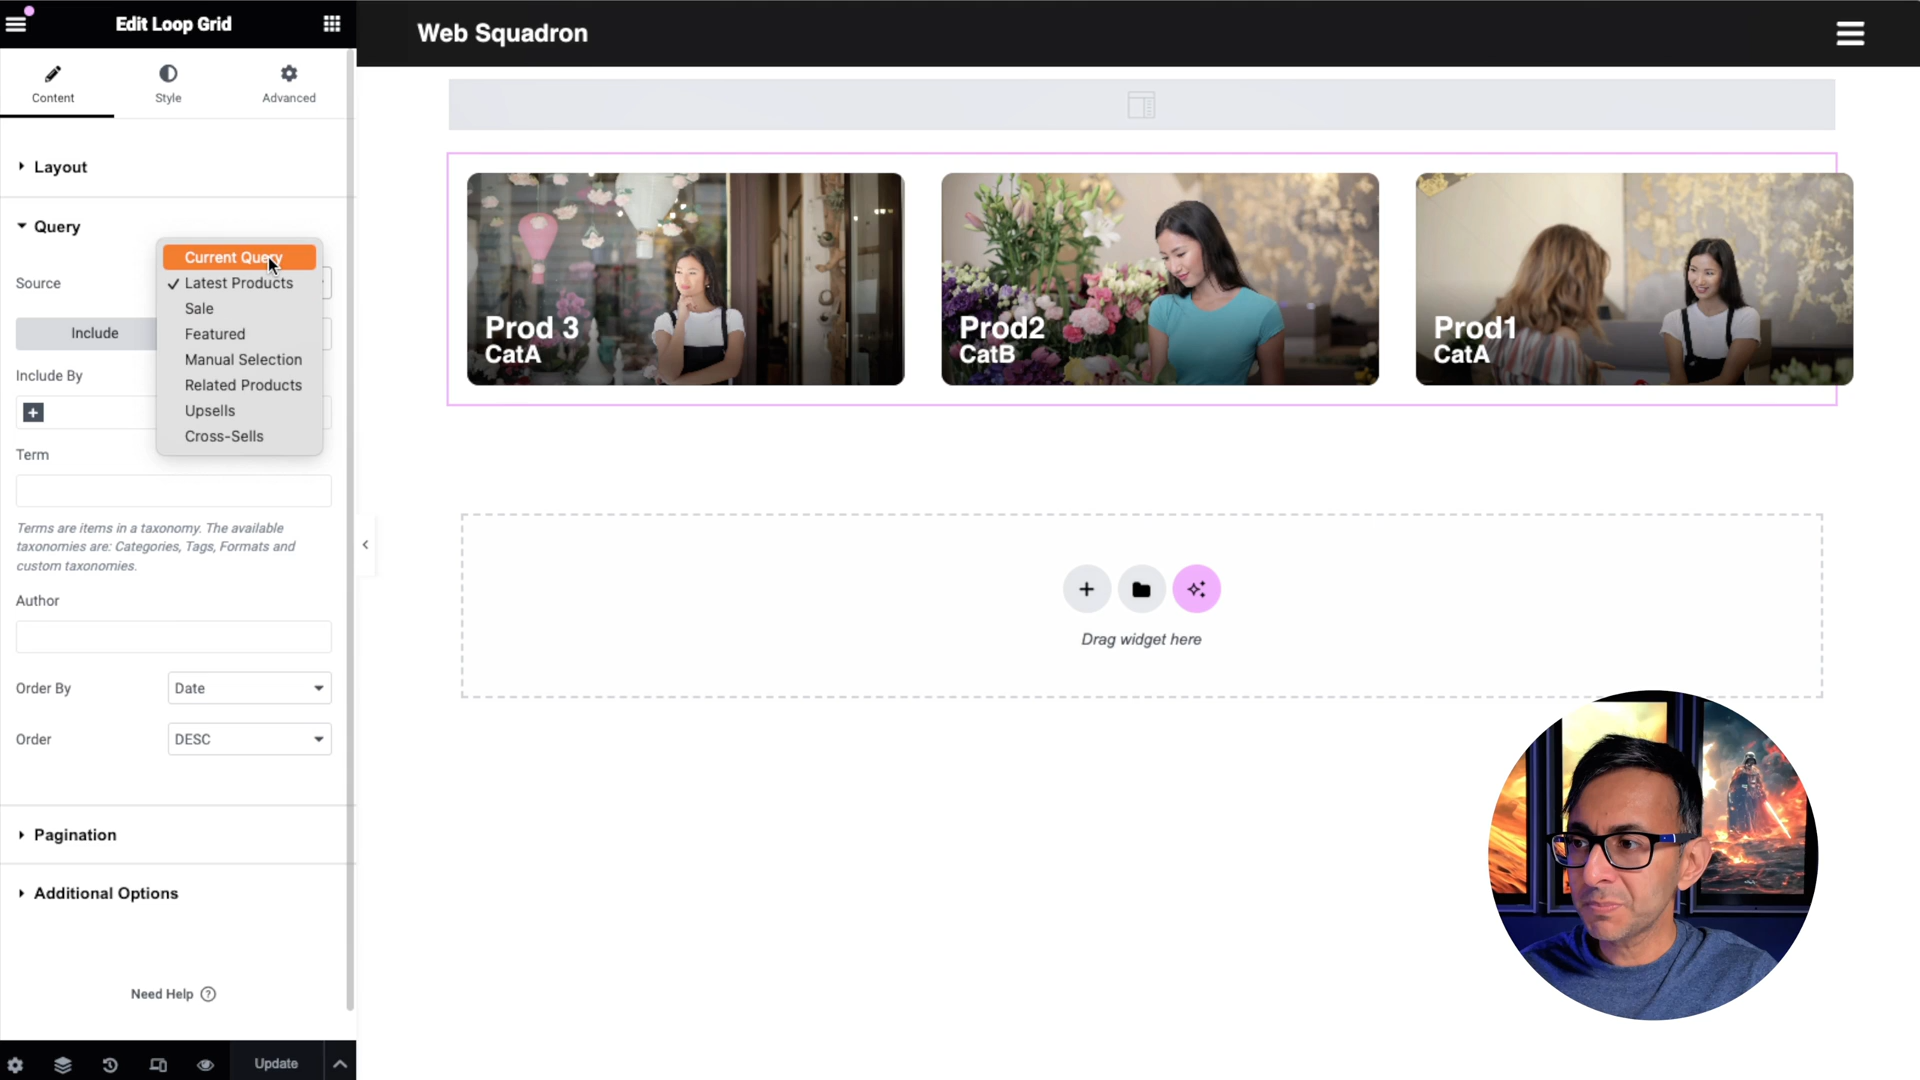 Edit Loop Grid
Web Squadron
Content
Style
Advanced
Layout
Query
Source
Current Query
Latest Products
Sale
Featured
Manual Selection
Related Products
Upsells
Cross-Sells
Include
Include By
Term
Terms are items in a taxonomy. The available
taxonomies are: Categories, Tags, Formats and
custom taxonomies.
Author
Order By
Date
Order
DESC
Pagination
Additional Options
Need Help
Update
Prod 3
CatA
Prod2
CatB
Prod1
CatA
Drag widget here